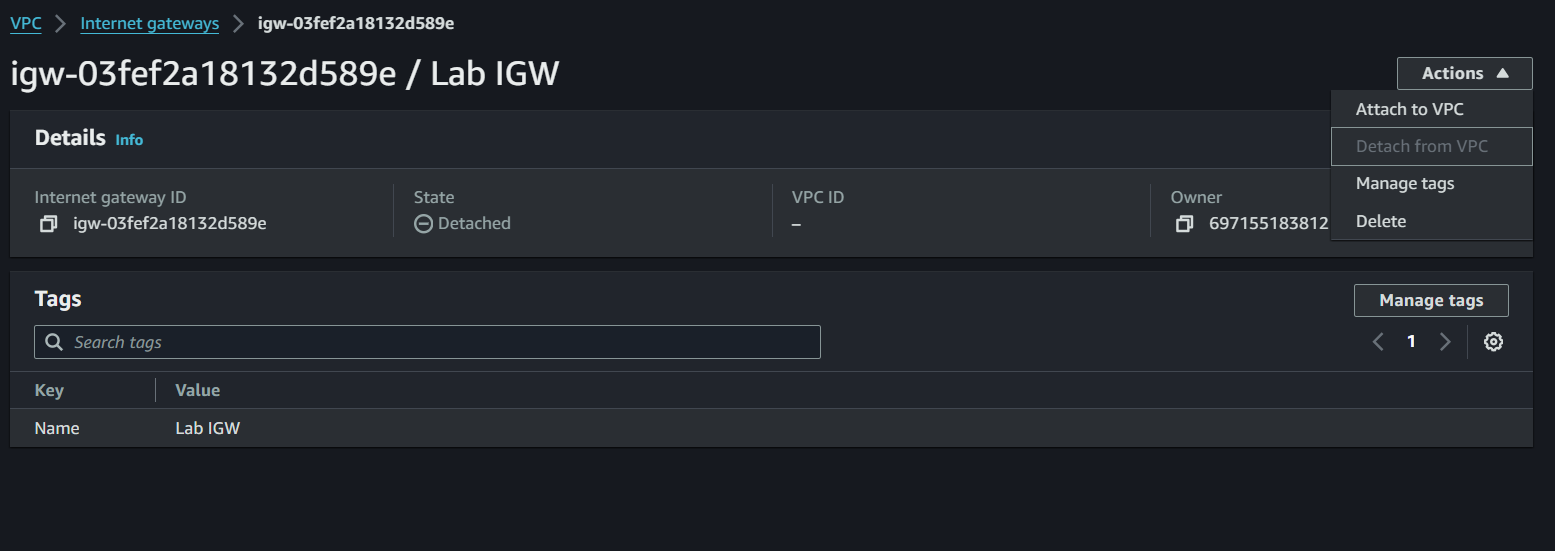 VPC > Internet gateways > igw-03fef2a18132d589e
igw-03fef2a18132d589e / Lab IGW
Actions
Attach to VPC
Detach from VPC
Manage tags
Delete
Details Info
Internet gateway ID
igw-03fef2a18132d589e
State
Detached
VPC ID
–
Owner
697155183812
Tags
Manage tags
Search tags
1
Key Value
Name Lab IGW